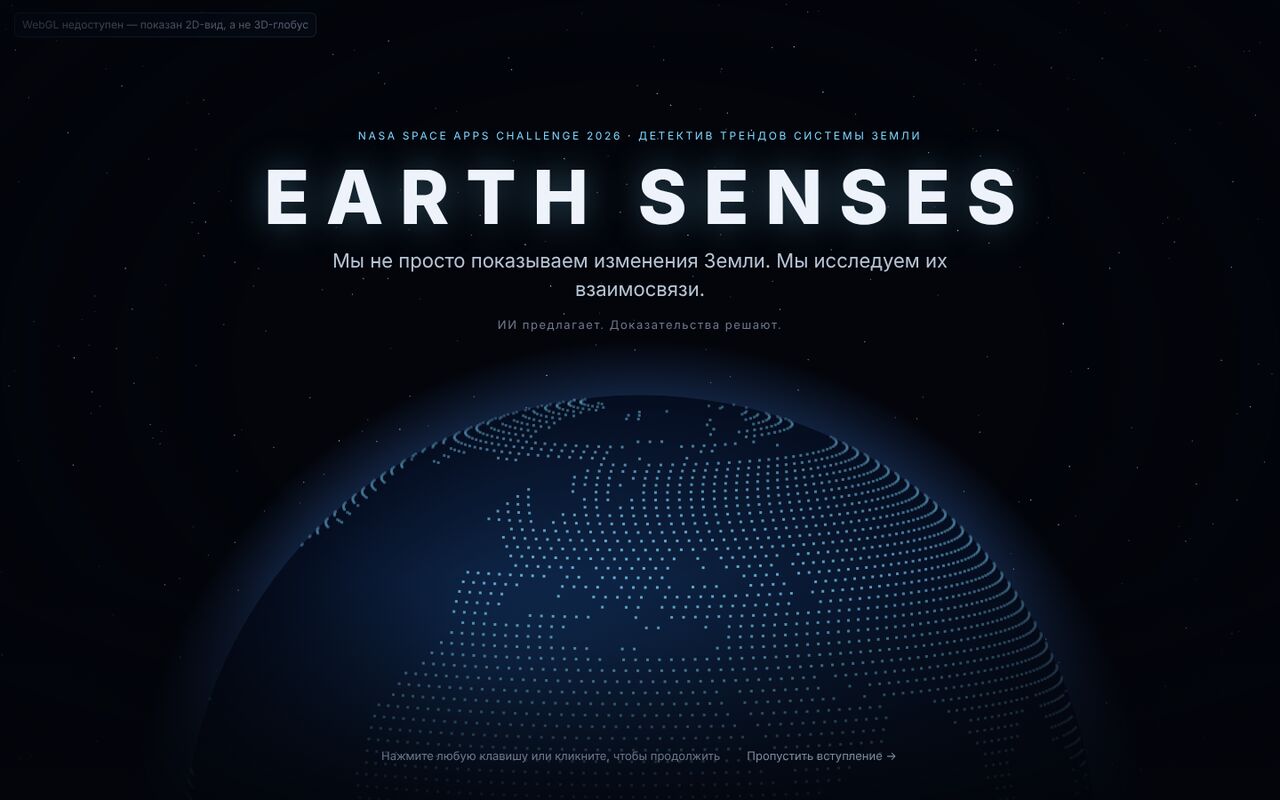 WebGL недоступен — показан 2D-вид, а не 3D-глобус
NASA SPACE APPS CHALLENGE 2026 · ДЕТЕКТИВ ТРЕНДОВ СИСТЕМЫ ЗЕМЛИ
EARTH SENSES
Мы не просто показываем изменения Земли. Мы исследуем их
взаимосвязи.
ИИ предлагает. Доказательства решают.
Нажмите любую клавишу или кликните, чтобы продолжить Пропустить вступление →